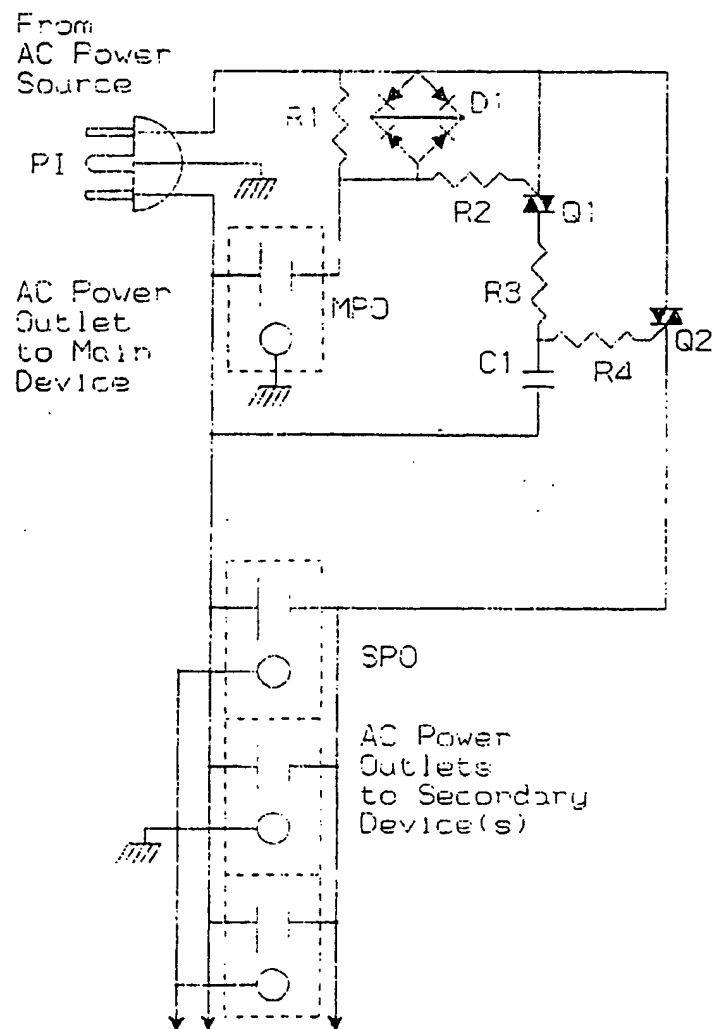 From
AC Power
Source
R1
D1
PI
R2
Q1
AC Power
Outlet
to Main
Device
MPO
R3
Q2
C1
R4
SPO
AC Power
Outlets
to Secondary
Device(s)